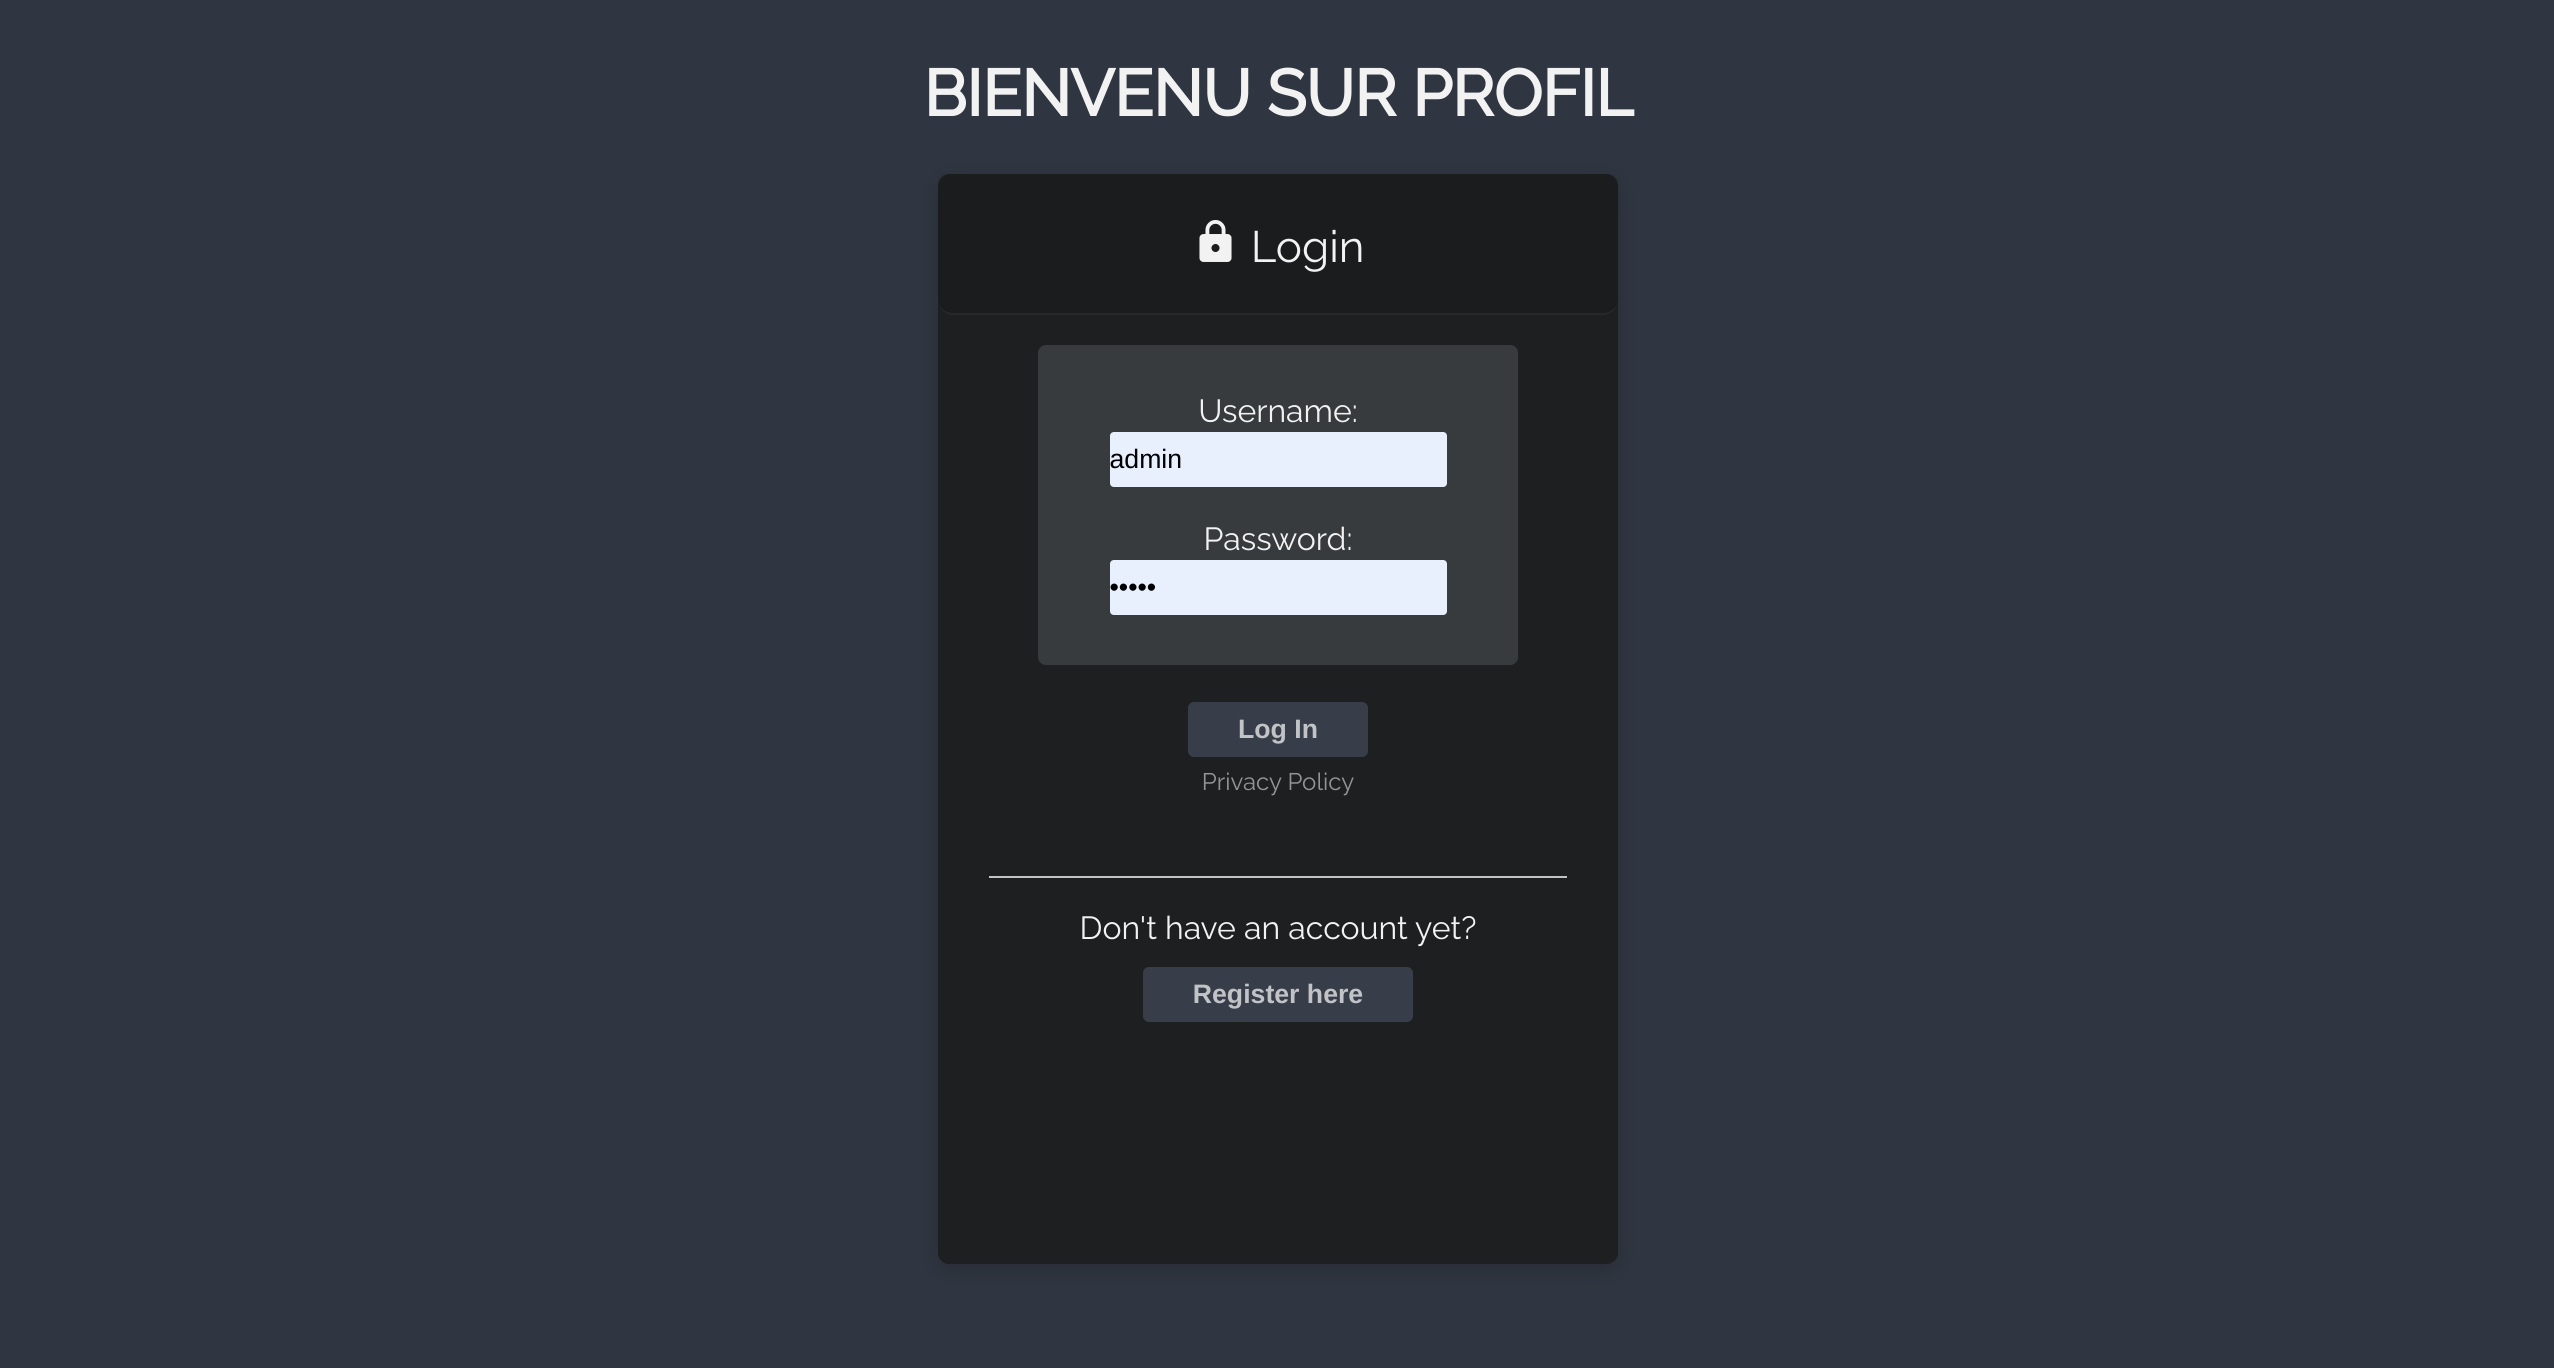 BIENVENU SUR PROFIL
Login
Username:
admin
Password:
•••••
Log In
Privacy Policy
Don't have an account yet?
Register here